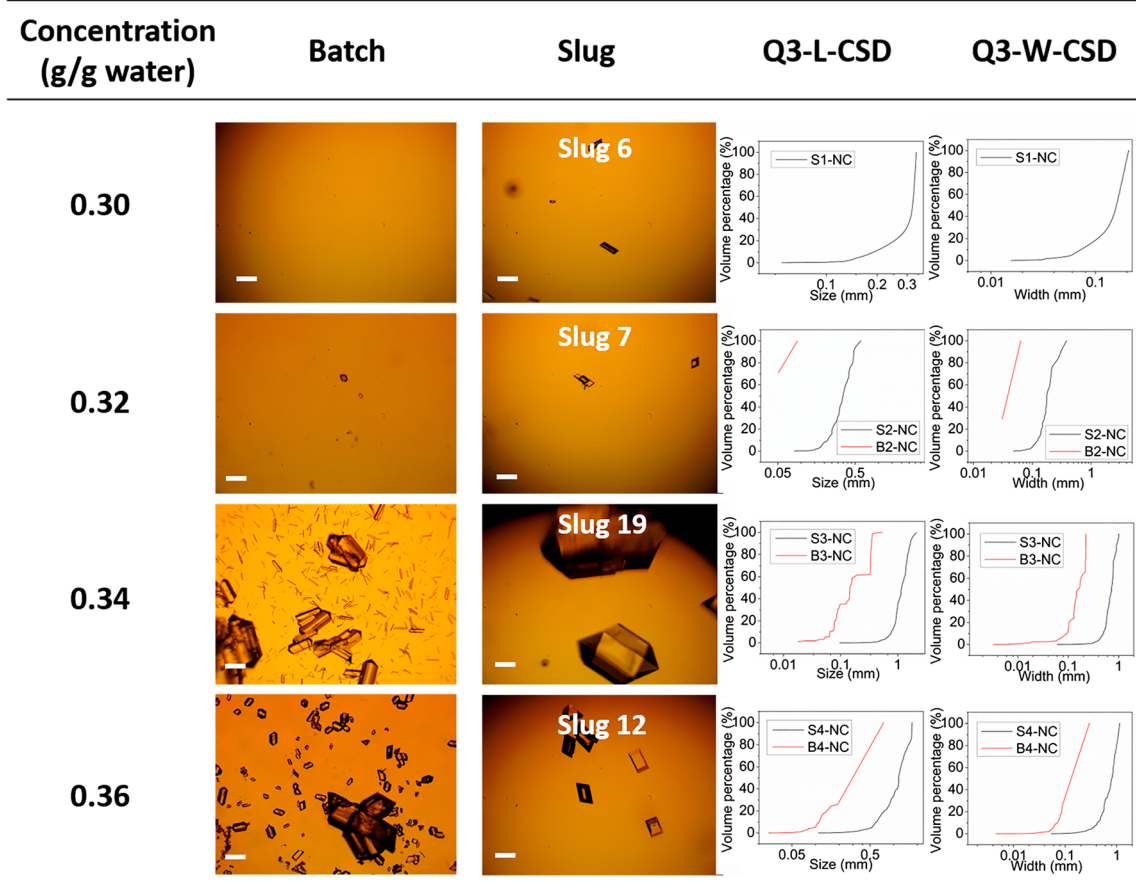 Concentration
(g/g water)
Batch
Slug
Q3-L-CSD
Q3-W-CSD
0.30
Slug 6
Volume percentage (%)
100
80
60
40
20
0
S1-NC
0.1
0.2
0.3
Size (mm)
Volume percentage (%)
100
80
60
40
20
0
S1-NC
0.01
0.1
Width (mm)
0.32
Slug 7
Volume percentage (%)
100
80
60
40
20
0
S2-NC
B2-NC
0.05
0.5
Size (mm)
Volume percentage (%)
100
80
60
40
20
0
S2-NC
B2-NC
0.01
0.1
1
Width (mm)
0.34
Slug 19
Volume percentage (%)
100
80
60
40
20
0
S3-NC
B3-NC
0.01
0.1
1
Size (mm)
Volume percentage (%)
100
80
60
40
20
0
S3-NC
B3-NC
0.01
0.1
1
Width (mm)
0.36
Slug 12
Volume percentage (%)
100
80
60
40
20
0
S4-NC
B4-NC
0.05
0.5
Size (mm)
Volume percentage (%)
100
80
60
40
20
0
S4-NC
B4-NC
0.01
0.1
1
Width (mm)